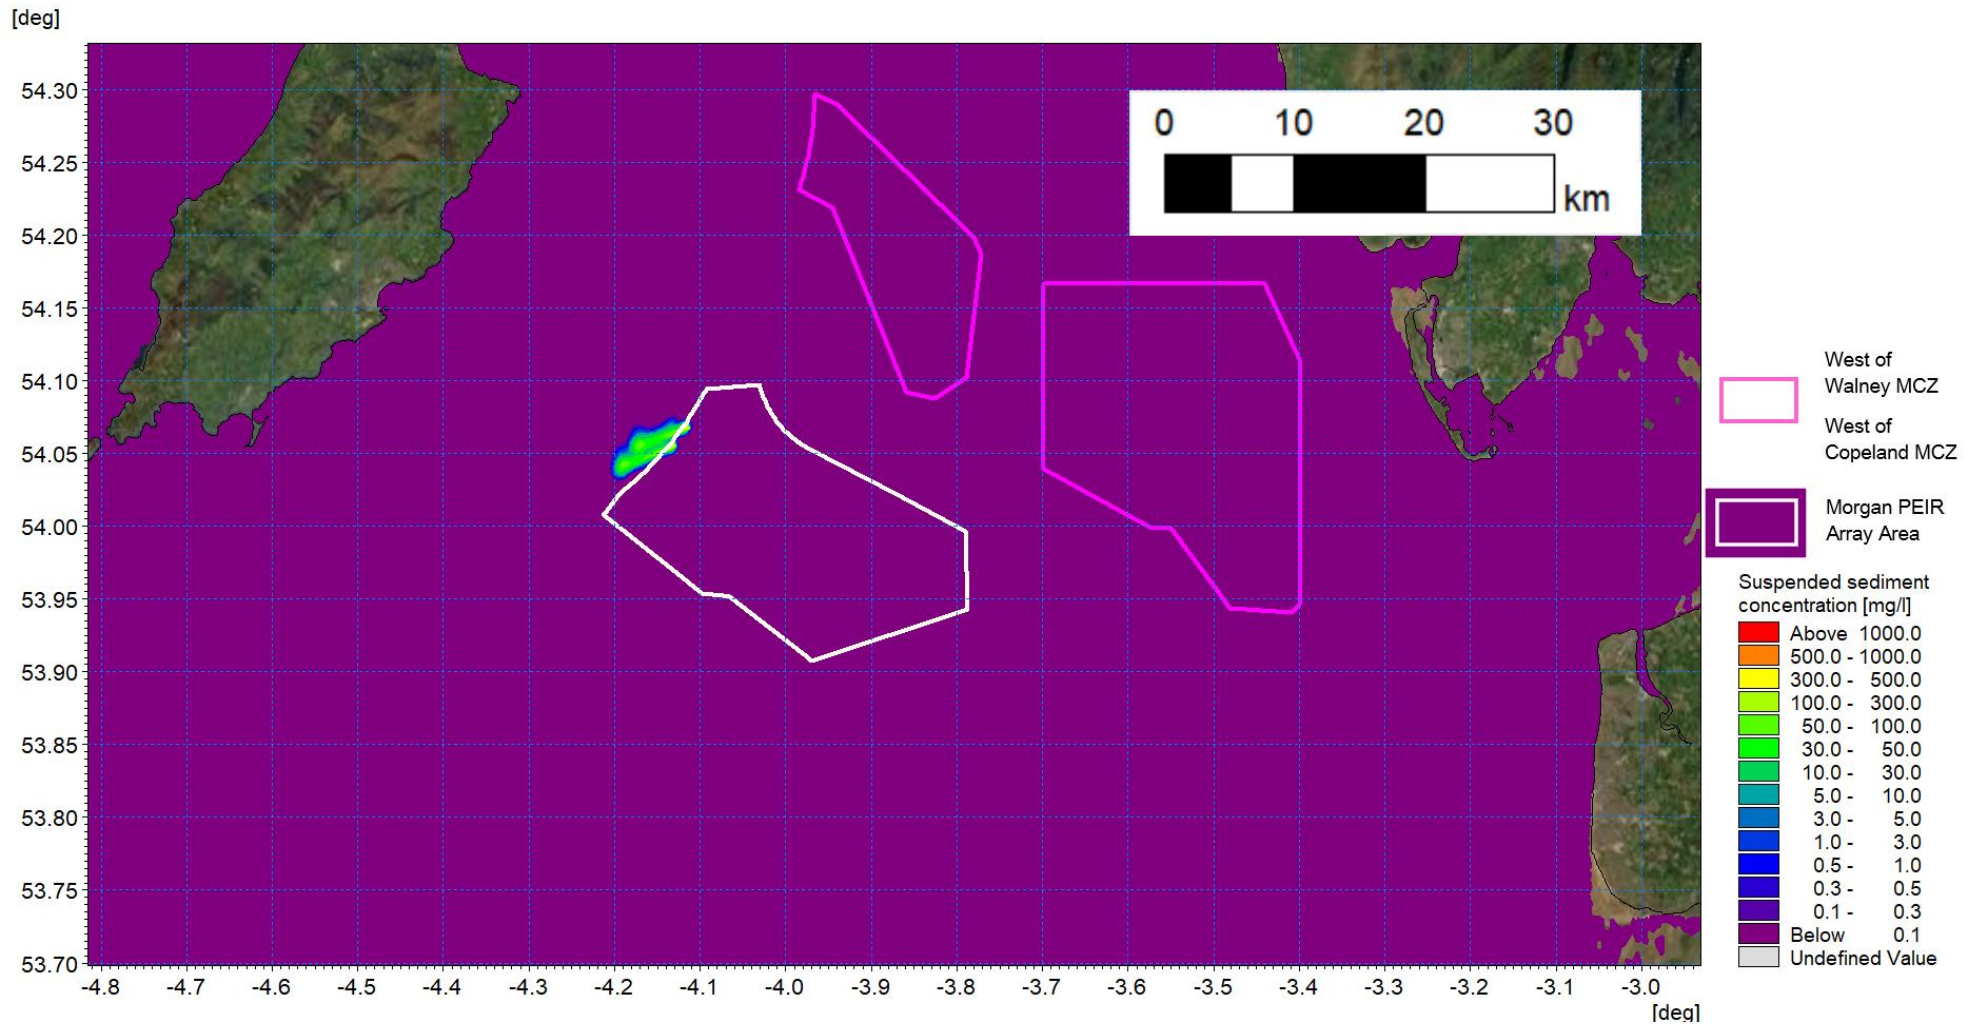 [deg]
54.30
54.25
54.20
54.15
54.10
54.05
54.00
53.95
53.90
53.85
53.80
53.75
53.70
-4.8 -4.7 -4.6 -4.5 -4.4 -4.3 -4.2 -4.1 -4.0 -3.9 -3.8 -3.7 -3.6 -3.5 -3.4 -3.3 -3.2 -3.1 -3.0
[deg]
0 10 20 30
km
West of
Walney MCZ
West of
Copeland MCZ
Morgan PEIR
Array Area
Suspended sediment
concentration [mg/l]
Above 1000.0
500.0 - 1000.0
300.0 - 500.0
100.0 - 300.0
50.0 - 100.0
30.0 - 50.0
10.0 - 30.0
5.0 - 10.0
3.0 - 5.0
1.0 - 3.0
0.5 - 1.0
0.3 - 0.5
0.1 - 0.3
Below 0.1
Undefined Value